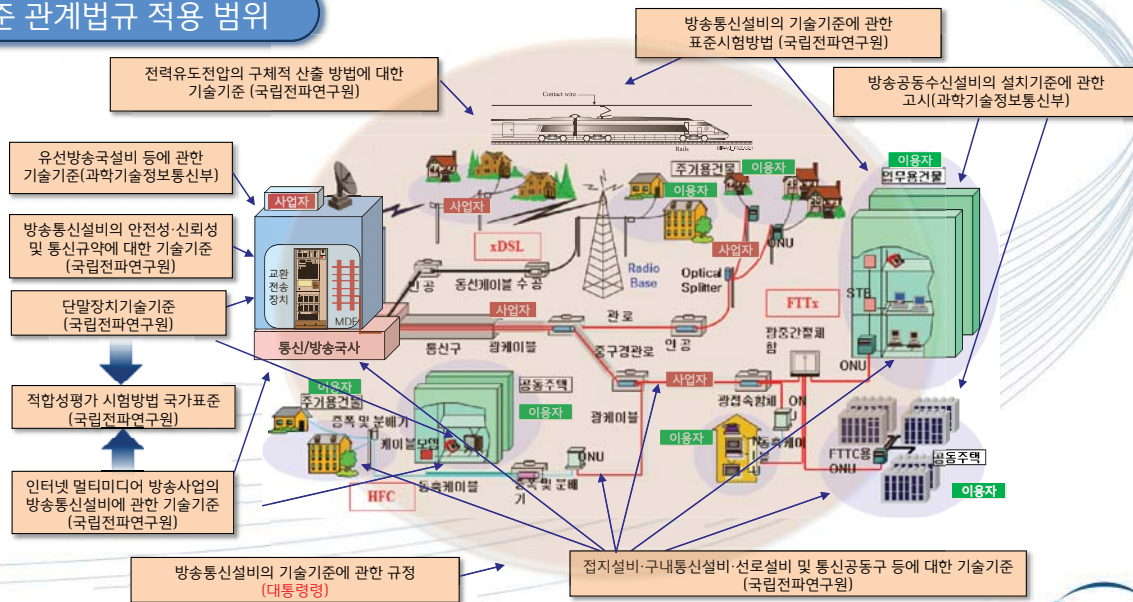 준 관계법규 적용 범위
방송통신설비의 기술기준에 관한
표준시험방법 (국립전파연구원)
전력유도전압의 구체적 산출 방법에 대한
기술기준 (국립전파연구원)
방송공동수신설비의 설치기준에 관한
고시(과학기술정보통신부)
Contact wire
Rails
유선방송국설비 등에 관한
기술기준(과학기술정보통신부)
방송통신설비의 안전성·신뢰성
및 통신규약에 대한 기술기준
(국립전파연구원)
단말장치기술기준
(국립전파연구원)
적합성평가 시험방법 국가표준
(국립전파연구원)
인터넷 멀티미디어 방송사업의
방송통신설비에 관한 기술기준
(국립전파연구원)
사업자
교환
전송
장치
MDF
통신/방송국사
사업자
주거용건물
이용자
이용자
이용자
업무용건물
xDSL
인공
동선케이블
수공
Radio
Base
사업자
Optical
Splitter
ONU
FTTx
STB
ONU
사업자
통신구
광케이블
관로
인공
중구경관로
광중간절체
함
사업자
광케이블
광접속함체
ON
이용자
주거용건물
증폭 및 분배기
케이블모뎀
공동주택
이용자
HFC
동축케이블
증폭 및 분배
기
ONU
이용자
동축케이
블
FTTC용
ONU
공동주택
이용자
방송통신설비의 기술기준에 관한 규정
(대통령령)
접지설비·구내통신설비·선로설비 및 통신공동구 등에 대한 기술기준
(국립전파연구원)